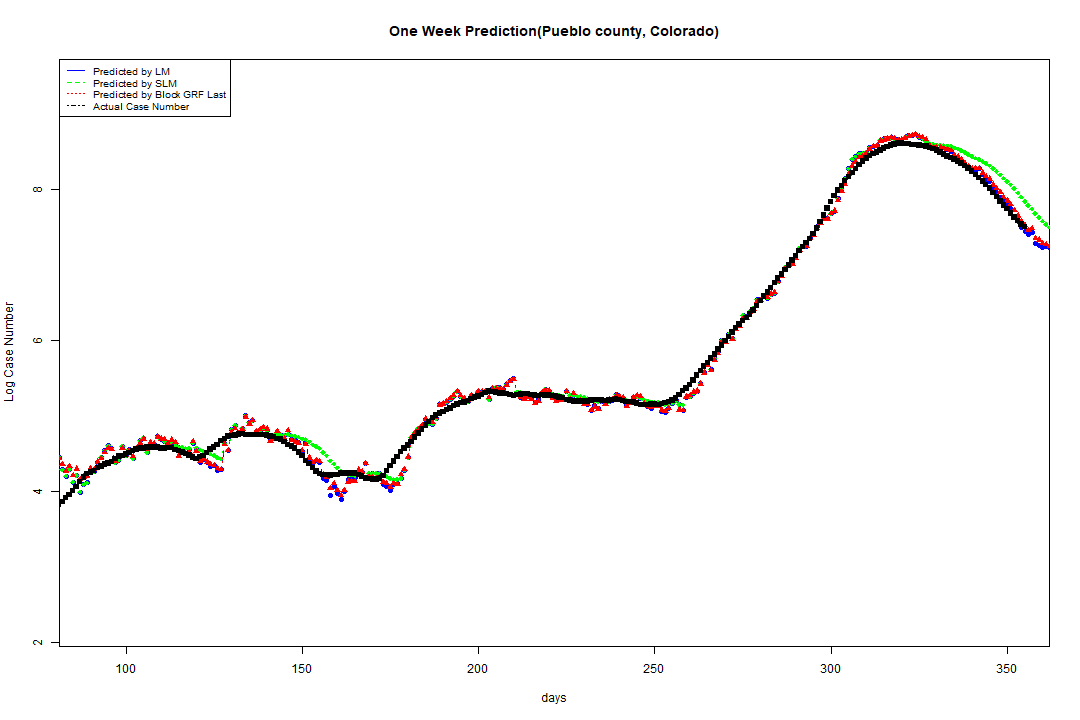 One Week Prediction(Pueblo county, Colorado)
Predicted by LM
Predicted by SLM
Predicted by Block GRF Last
Actual Case Number
Log Case Number
8
6
4
2
100 150 200 250 300 350
days